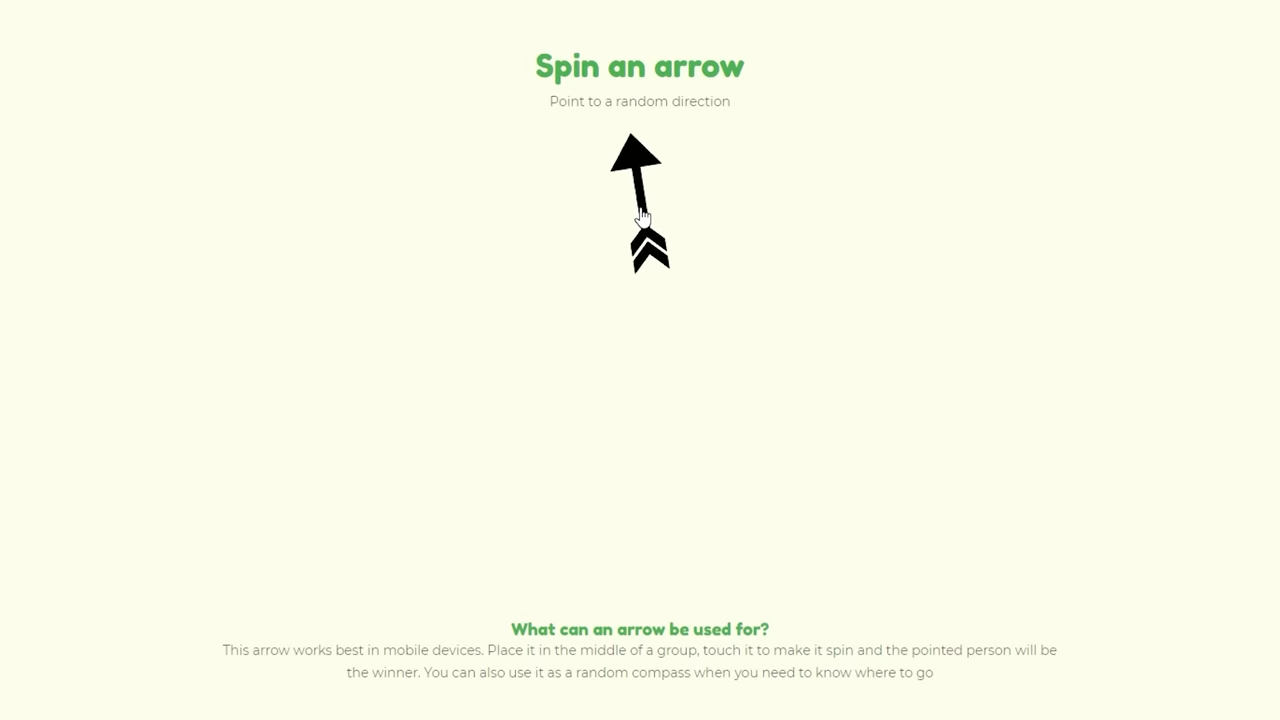 Spin an arrow
Point to a random direction
What can an arrow be used for?
This arrow works best in mobile devices. Place it in the middle of a group, touch it to make it spin and the pointed person will be
the winner. You can also use it as a random compass when you need to know where to go